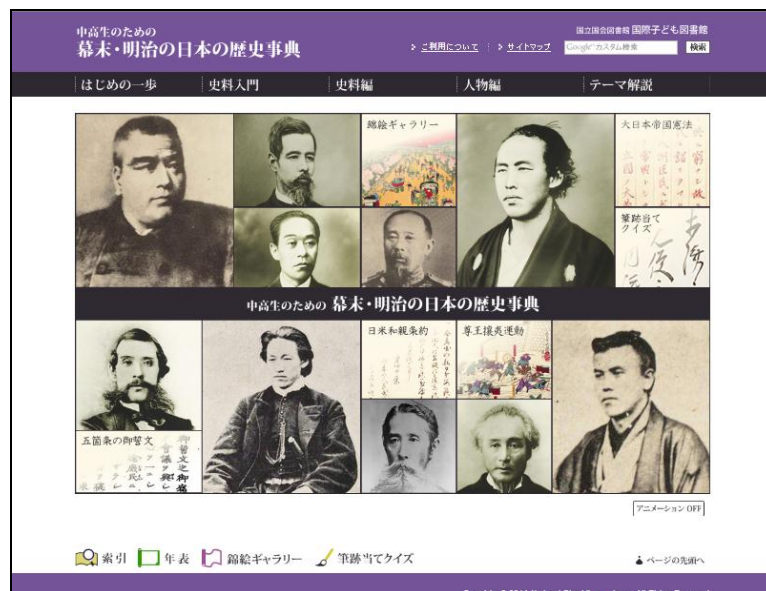 中高生のための
幕末・明治の日本の歴史事典
国立国会図書館 国際子ども図書館
ご利用について
サイトマップ
Google カスタム検索
検索
はじめの一歩
史料入門
史料編
人物編
テーマ解説
錦絵ギャラリー
大日本帝国憲法
筆跡当て
クイズ
中高生のための 幕末・明治の日本の歴史事典
日米和親条約
尊王攘夷運動
五箇条の御誓文
アニメーション OFF
索引
年表
錦絵ギャラリー
筆跡当てクイズ
ページの先頭へ